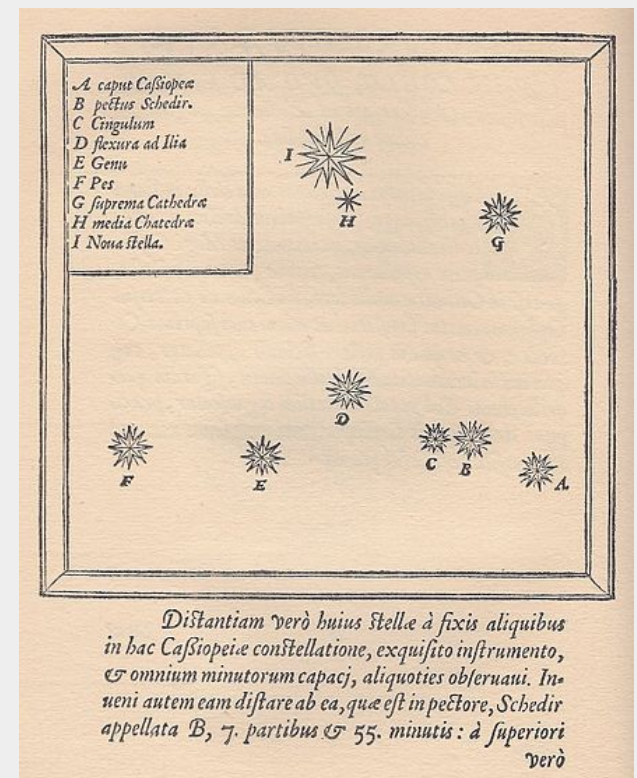 A caput Caßiopeæ
B pectus Schedir.
C Cingulum
D flexura ad Ilia
E Genu
F Pes
G ſuprema Cathedræ
H media Chatedræ
I Noua ſtella.
I
H
G
D
F
E
C
B
A
Distantiam verò huius ſtellæ à fixis aliquibus
in hac Caßiopeiæ conſtellatione, exquiſito inſtrumento,
& omnium minutorum capacj, aliquoties obſeruaui. In-
ueni autem eam diſtare ab ea, quæ eſt in pectore, Schedir
appellata B, 7. partibus & 55. minutis : à ſuperiori
verò